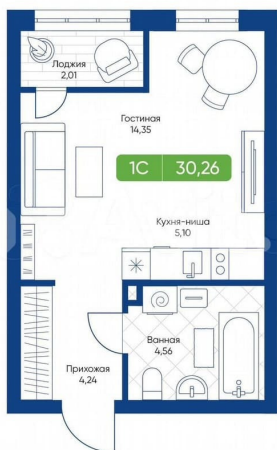 Лоджия
2,01
Гостиная
14,35
1С 30,26
Кухня-ниша
5,10
Ванная
4,56
Прихожая
4,24